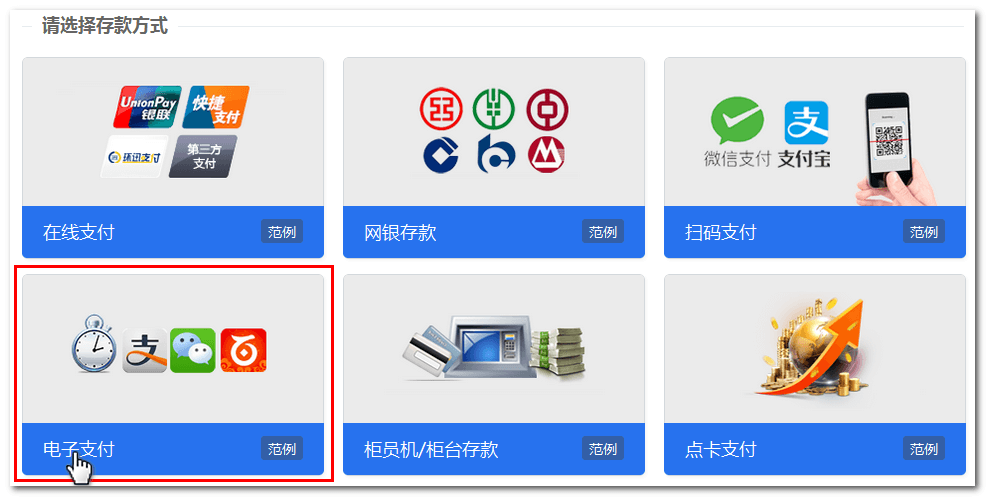 请选择存款方式
UnionPay
银联
快捷
支付
环迅支付
第三方
支付
微信支付
支付宝
在线支付
范例
网银存款
范例
扫码支付
范例
电子支付
范例
柜员机/柜台存款
范例
点卡支付
范例